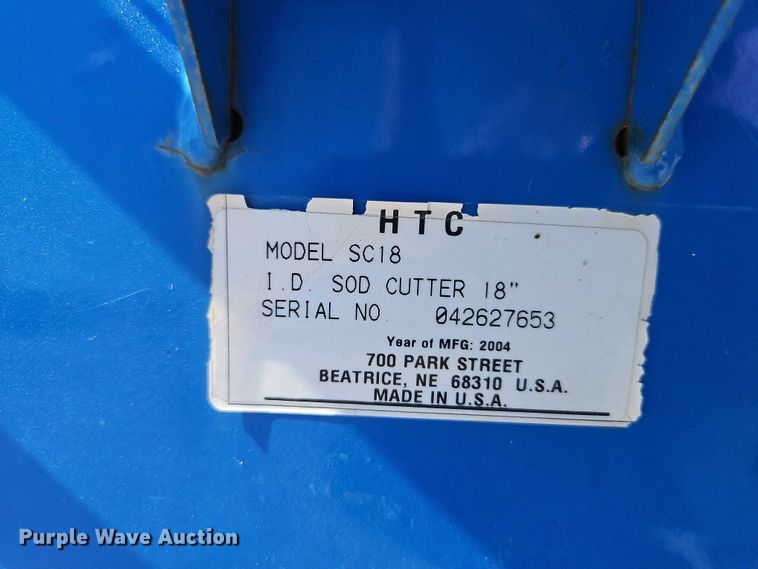 HTC
MODEL SC18
I.D. SOD CUTTER 18"
SERIAL NO. 042627653
Year of MFG: 2004
700 PARK STREET
BEATRICE, NE 68310 U.S.A.
MADE IN U.S.A.
Purple Wave Auction